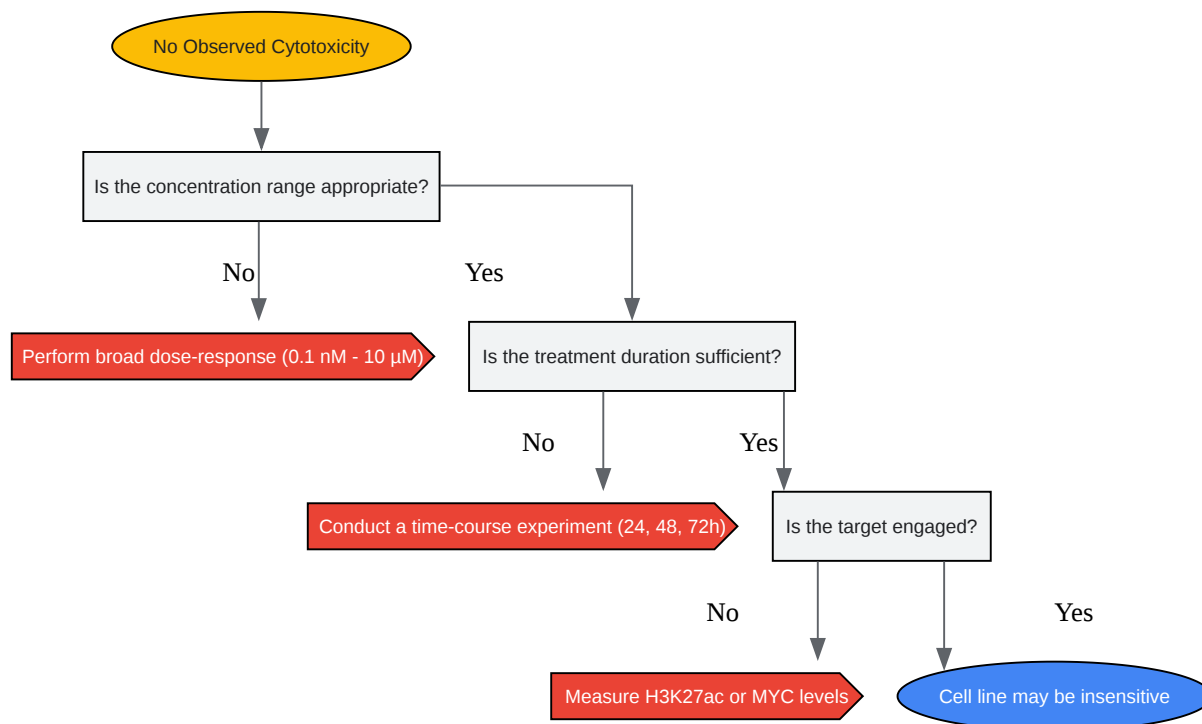 No Observed Cytotoxicity
Is the concentration range appropriate?
No
Yes
Perform broad dose-response (0.1 nM - 10 µM)
Is the treatment duration sufficient?
No
Yes
Conduct a time-course experiment (24, 48, 72h)
Is the target engaged?
No
Yes
Measure H3K27ac or MYC levels
Cell line may be insensitive